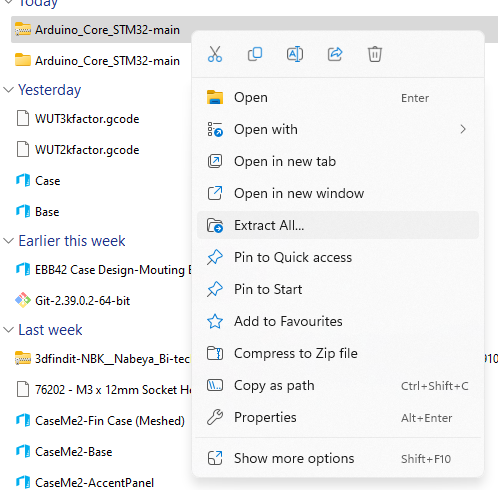 Today
Arduino_Core_STM32-main
Arduino_Core_STM32-main
Yesterday
WUT3kfactor.gcode
WUT2kfactor.gcode
Case
Base
Earlier this week
EBB42 Case Design-Mouting
Git-2.39.0.2-64-bit
Last week
3dfindit-NBK__Nabeya_Bi-tec
76202 - M3 x 12mm Socket He
CaseMe2-Fin Case (Meshed)
CaseMe2-Base
CaseMe2-AccentPanel
Open Enter
Open with
Open in new tab
Open in new window
Extract All...
Pin to Quick access
Pin to Start
Add to Favourites
Compress to Zip file
Copy as path Ctrl+Shift+C
Properties Alt+Enter
Show more options Shift+F10